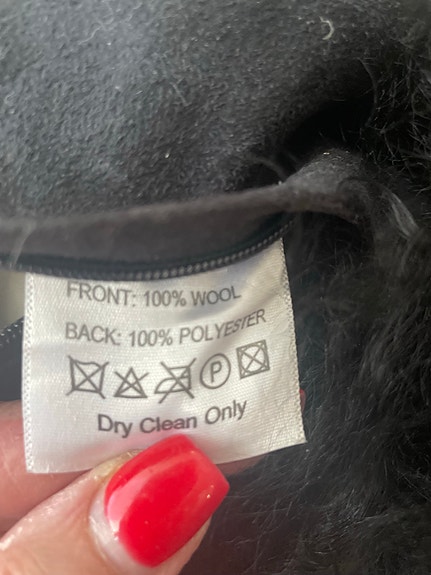 FRONT: 100% WOOL
BACK: 100% POLYESTER
P
Dry Clean Only